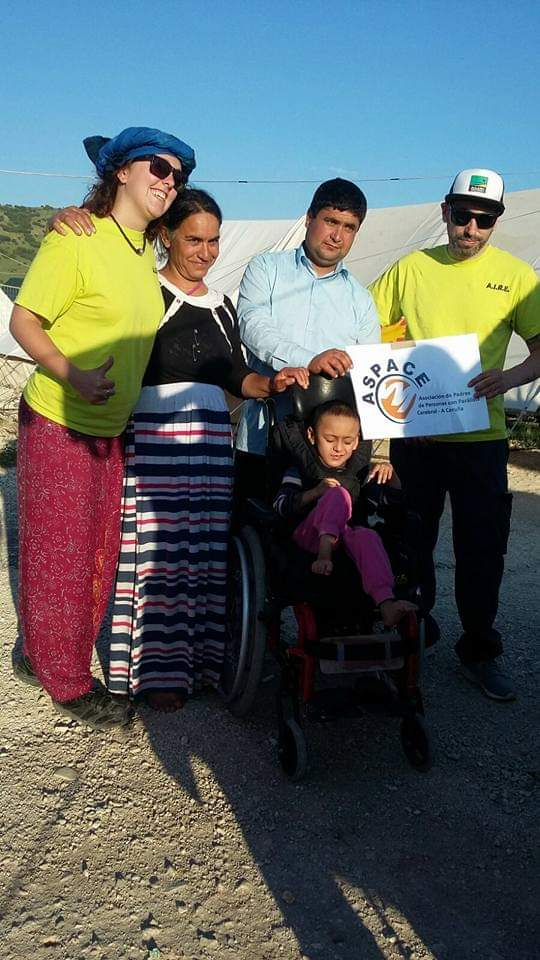 A.I.R.E.
ASPACE
Asociación de Padres
de Personas con Parálisis
Cerebral - A Coruña